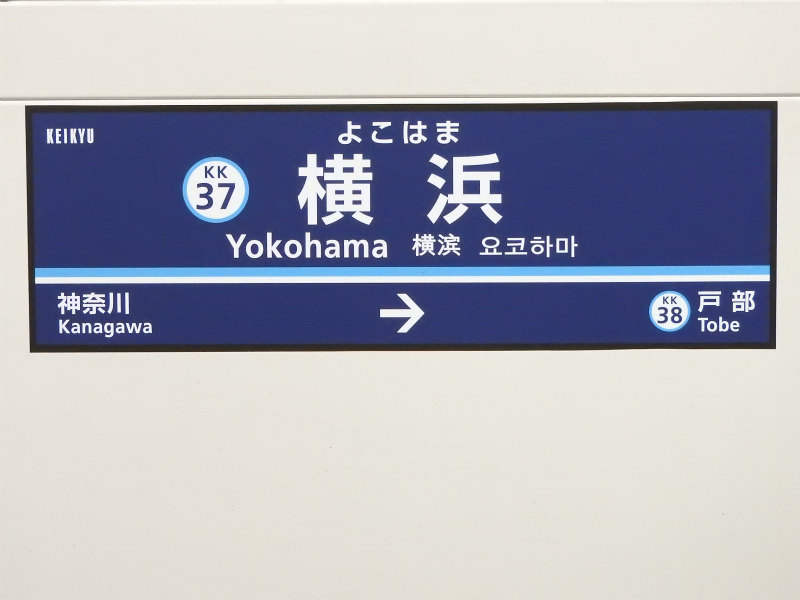 KEIKYU
よこはま
KK
37
横浜
Yokohama 横滨 요코하마
神奈川
Kanagawa
→
KK
38
戸部
Tobe